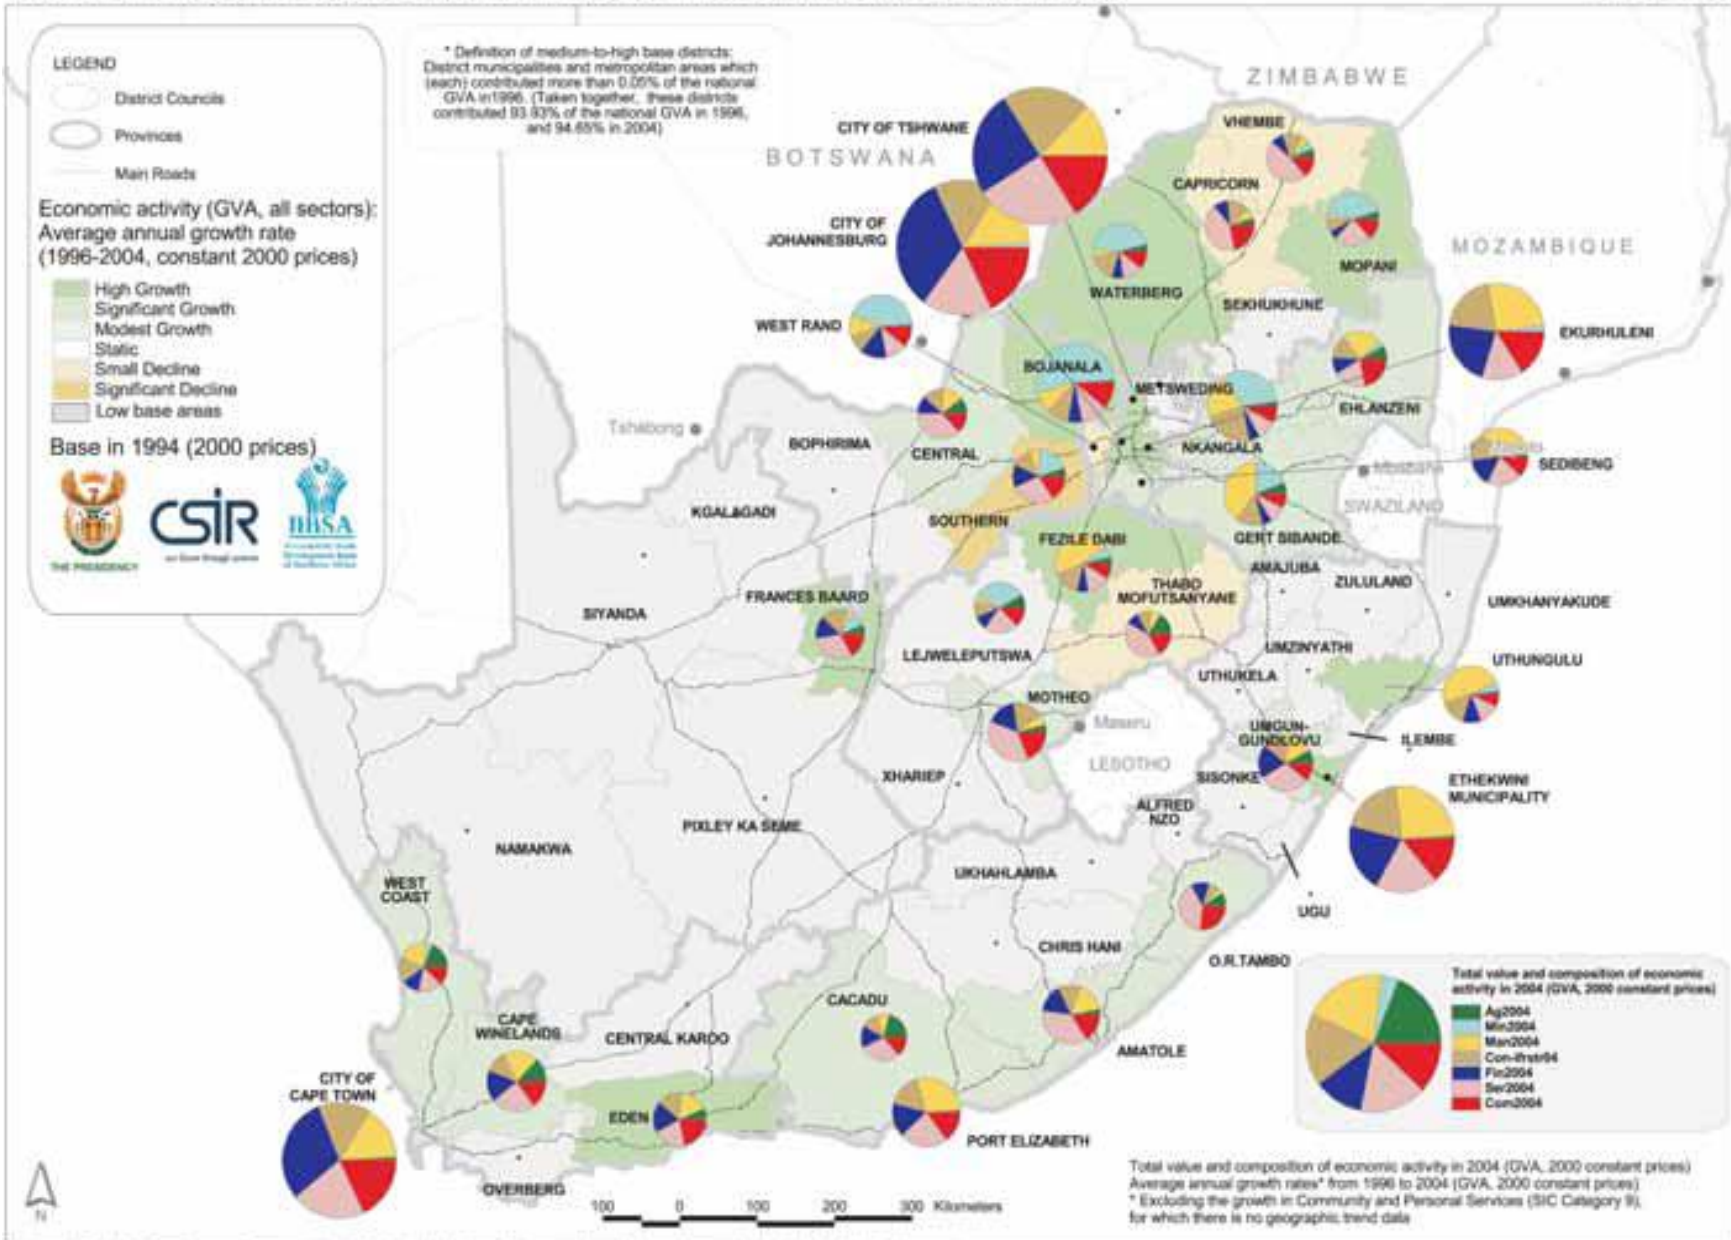 LEGEND
District Councils
Provinces
Main Roads
Economic activity (GVA, all sectors):
Average annual growth rate
(1996-2004, constant 2000 prices)
High Growth
Significant Growth
Modest Growth
Static
Small Decline
Significant Decline
Low base areas
Base in 1994 (2000 prices)
THE PRESIDENCY
CSIR
our future through science
* Definition of medium-to-high base districts:
District municipalities and metropolitan areas which
(each) contributed more than 0.05% of the national
GVA in1996. (Taken together, these districts
contributed 93.93% of the national GVA in 1996,
and 94.65% in 2004)
ZIMBABWE
BOTSWANA
MOZAMBIQUE
CITY OF TSHWANE
VHEMBE
CAPRICORN
CITY OF
JOHANNESBURG
MOPANI
WATERBERG
SEKHUKHUNE
WEST RAND
EKURHULENI
BOJANALA
METSWEDING
EHLANZENI
Tshabong
BOPHIRIMA
CENTRAL
NKANGALA
SEDIBENG
Mbabane
SWAZILAND
KGALAGADI
SOUTHERN
FEZILE DABI
GERT SIBANDE
AMAJUBA
ZULULAND
SIYANDA
FRANCES BAARD
THABO
MOFUTSANYANE
UMKHANYAKUDE
LEJWELEPUTSWA
UMZINYATHI
UTHUNGULU
UTHUKELA
MOTHEO
Maseru
LESOTHO
UMGUN-
GUNDLOVU
ILEMBE
XHARIEP
SISONKE
ETHEKWINI
MUNICIPALITY
ALFRED
NZO
PIXLEY KA SEME
NAMAKWA
UKHAHLAMBA
WEST
COAST
UGU
CHRIS HANI
O.R.TAMBO
CACADU
CAPE
WINELANDS
CENTRAL KAROO
AMATOLE
CITY OF
CAPE TOWN
EDEN
PORT ELIZABETH
OVERBERG
N
100 0 100 200 300 Kilometers
Total value and composition of economic
activity in 2004 (GVA, 2000 constant prices)
Ag2004
Min2004
Man2004
Con-ifrstr04
Fin2004
Ser2004
Com2004
Total value and composition of economic activity in 2004 (GVA, 2000 constant prices)
Average annual growth rates* from 1996 to 2004 (GVA, 2000 constant prices)
* Excluding the growth in Community and Personal Services (SIC Category 9),
for which there is no geographic trend data